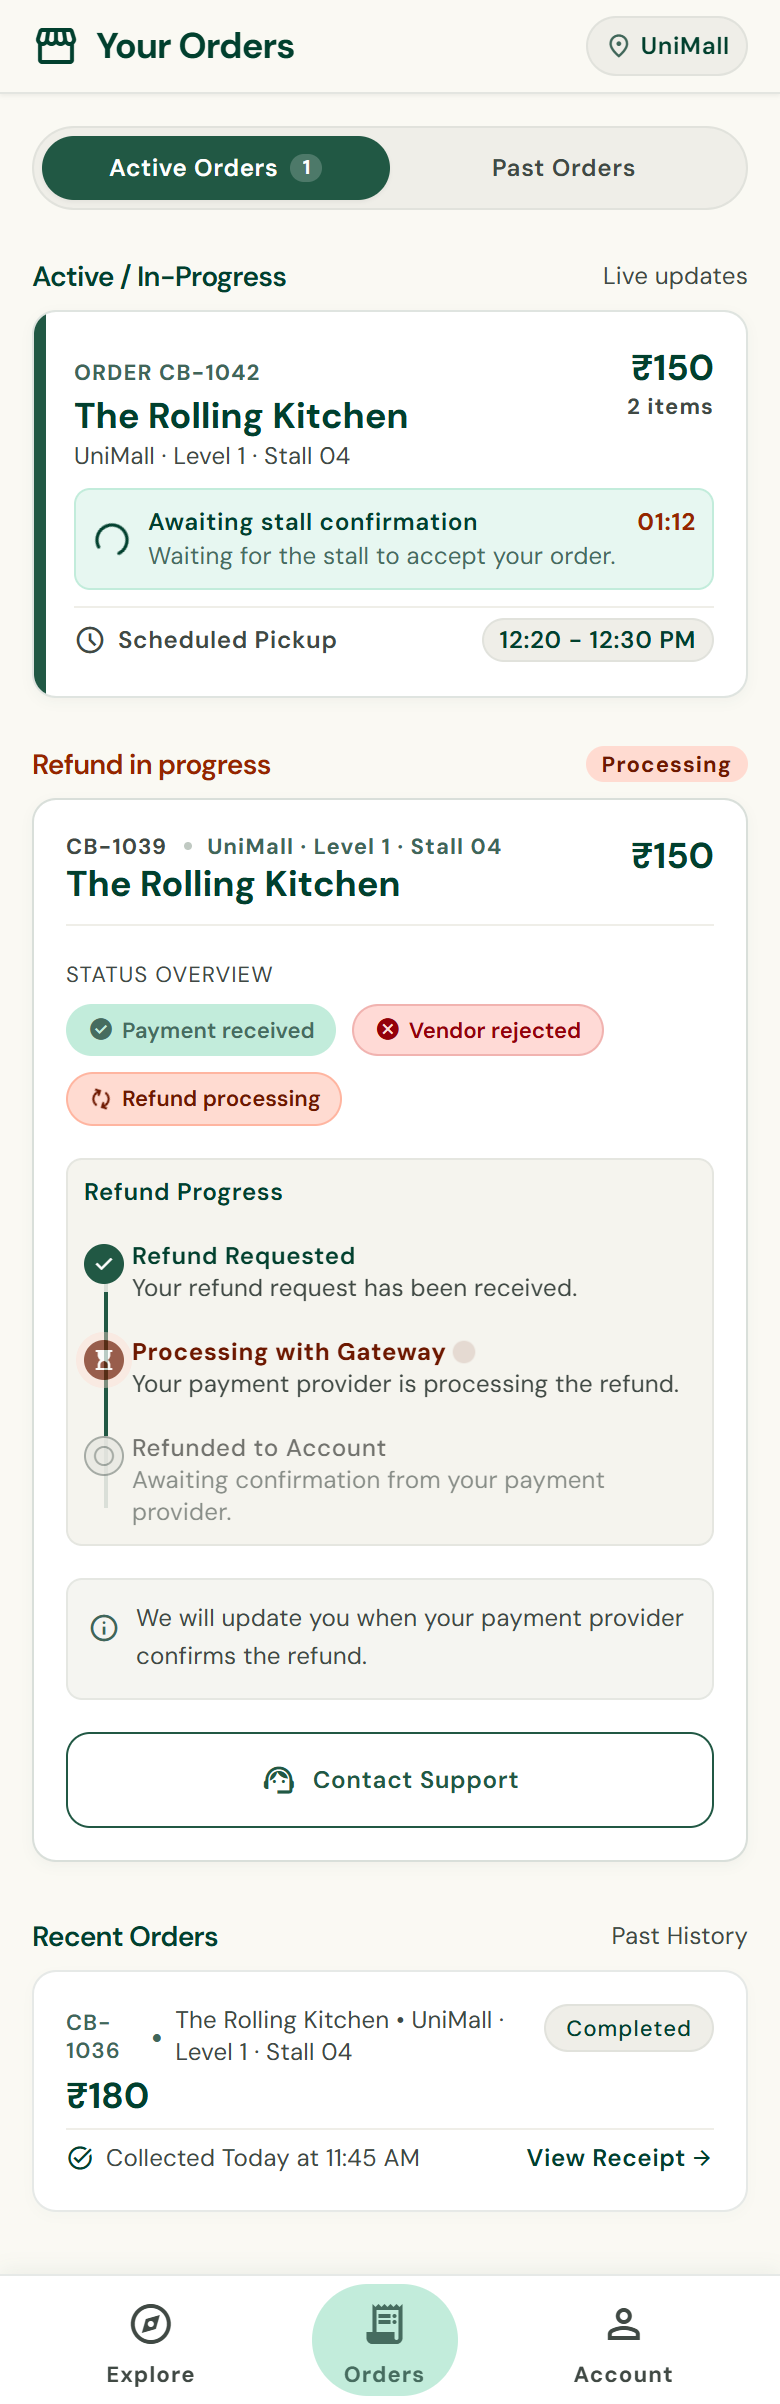 Your Orders
UniMall
Active Orders 1
Past Orders
Active / In-Progress
Live updates
ORDER CB-1042
₹150
The Rolling Kitchen
2 items
UniMall · Level 1 · Stall 04
Awaiting stall confirmation
01:12
Waiting for the stall to accept your order.
Scheduled Pickup
12:20 - 12:30 PM
Refund in progress
Processing
CB-1039 • UniMall · Level 1 · Stall 04
₹150
The Rolling Kitchen
STATUS OVERVIEW
Payment received
Vendor rejected
Refund processing
Refund Progress
Refund Requested
Your refund request has been received.
Processing with Gateway
Your payment provider is processing the refund.
Refunded to Account
Awaiting confirmation from your payment
provider.
We will update you when your payment provider
confirms the refund.
Contact Support
Recent Orders
Past History
CB-
1036
•
The Rolling Kitchen • UniMall ·
Level 1 · Stall 04
Completed
₹180
Collected Today at 11:45 AM
View Receipt →
Explore
Orders
Account